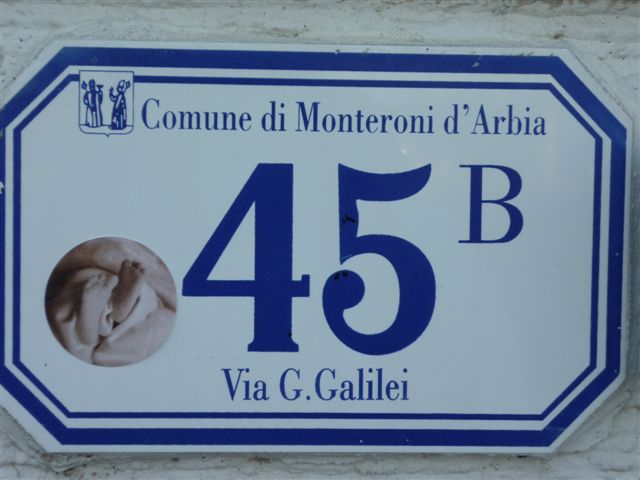 Comune di Monteroni d'Arbia
45 B
Via G.Galilei